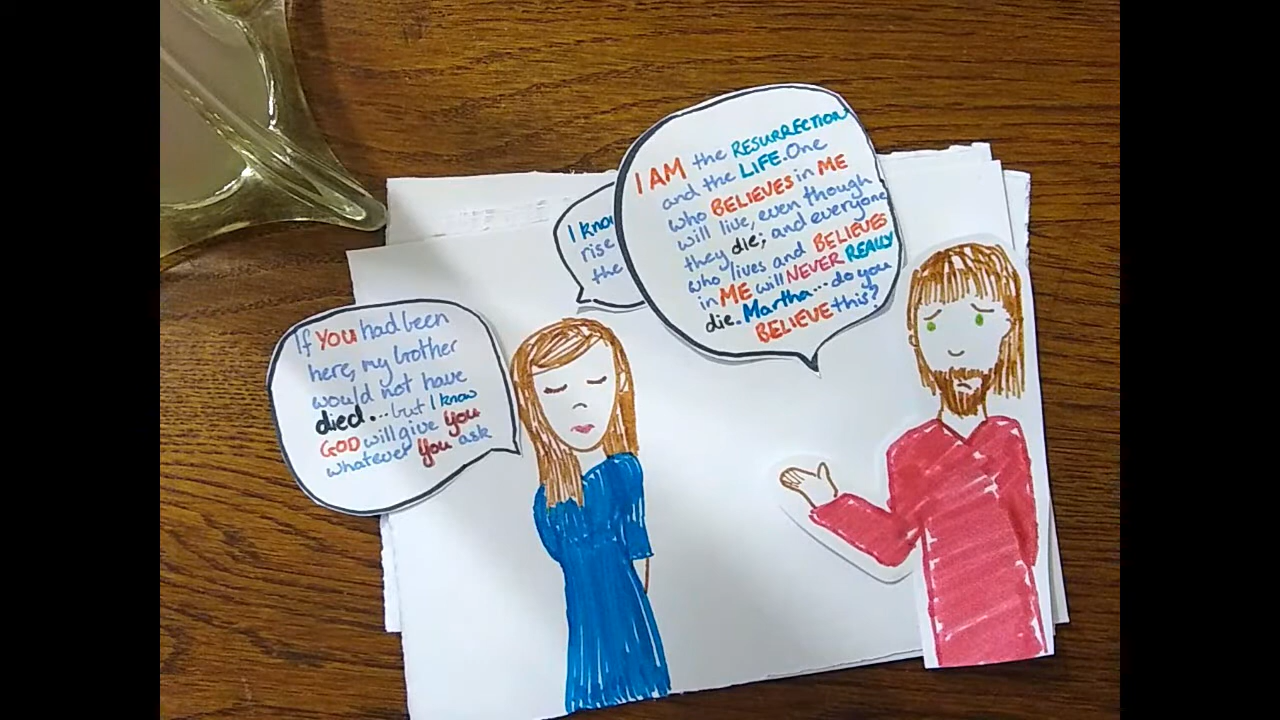 If YOU had been
here, my brother
would not have
died...but I know
GOD will give You
whatever You ask
I know
rise
the
I AM the RESURRECTION
and the LIFE. One
who BELIEVES in ME
will live, even though
they die; and everyone
who lives and BELIEVES
in ME will NEVER REALLY
die. Martha... do you
BELIEVE this?